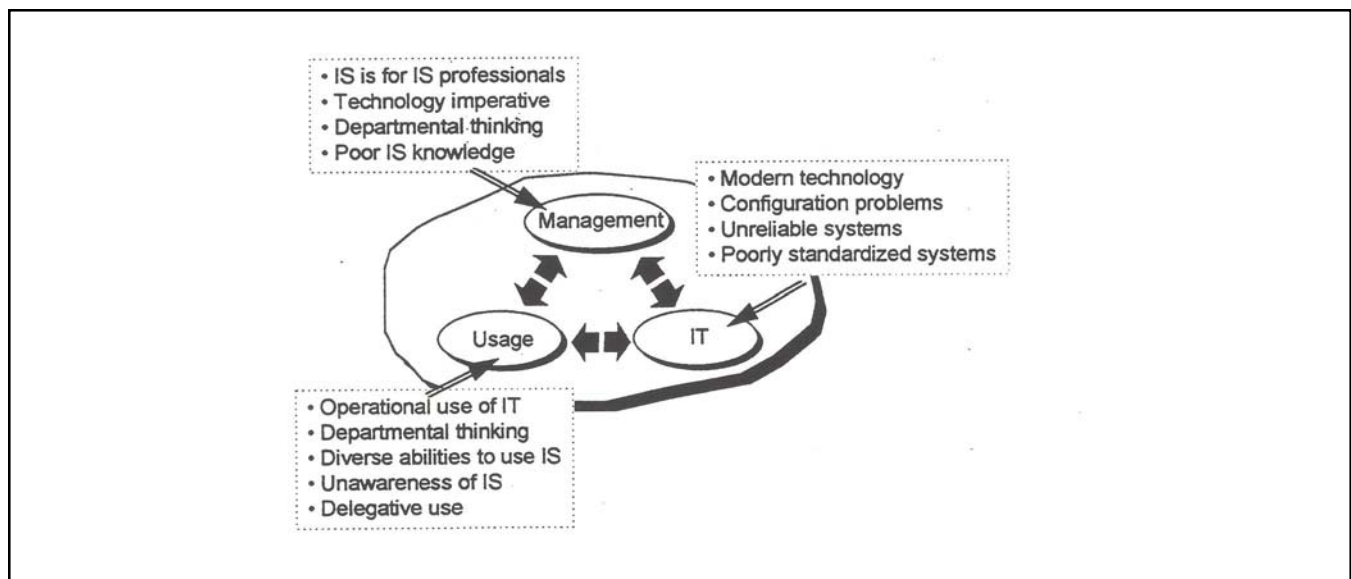 • IS is for IS professionals
• Technology imperative
• Departmental thinking
• Poor IS knowledge
• Modern technology
• Configuration problems
• Unreliable systems
• Poorly standardized systems
Management
Usage
IT
• Operational use of IT
• Departmental thinking
• Diverse abilities to use IS
• Unawareness of IS
• Delegative use